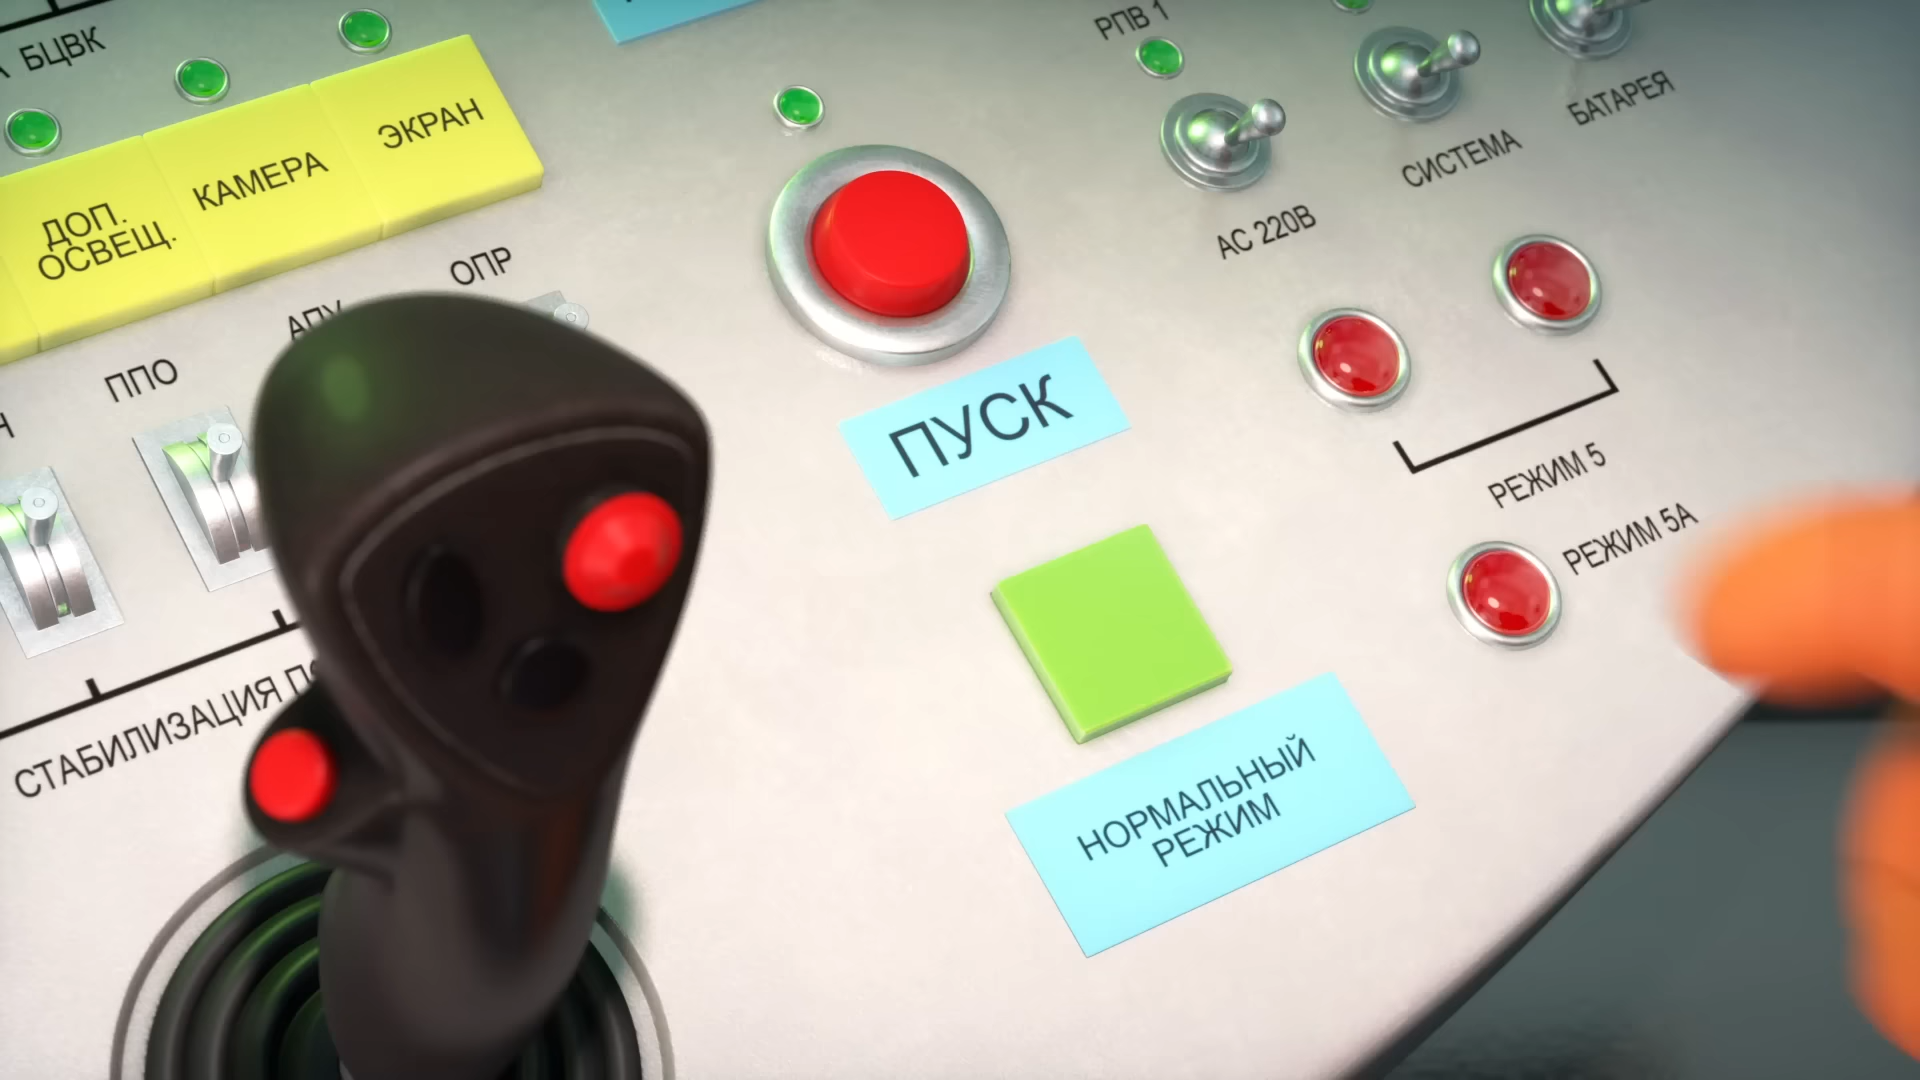 БЦВК
РПВ 1
ЭКРАН
КАМЕРА
ДОП.
ОСВЕЩ.
БАТАРЕЯ
СИСТЕМА
АС 220В
ОПР
АПУ
ППО
ПУСК
РЕЖИМ 5
РЕЖИМ 5А
СТАБИЛИЗАЦИЯ
НОРМАЛЬНЫЙ
РЕЖИМ